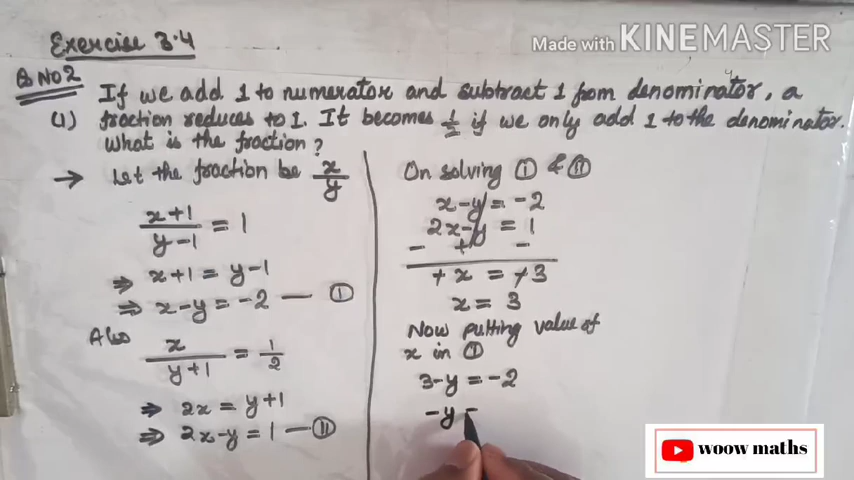 Exercise 3.4
Made with KINEMASTER
Q NO 2
If we add 1 to numerator and subtract 1 from denominator, a
(1) fraction reduces to 1. It becomes 1/2 if we only add 1 to the denominator.
What is the fraction?
→ Let the fraction be x/y
x+1/y-1 = 1
⇒ x+1 = y-1
⇒ x-y = -2 — (I)
Also
x/y+1 = 1/2
⇒ 2x = y+1
⇒ 2x-y = 1 — (II)
On solving (I) & (II)
x-y = -2
2x-y = 1
- + -
+x = +3
x = 3
Now putting value of
x in (I)
3-y = -2
-y =
woow maths